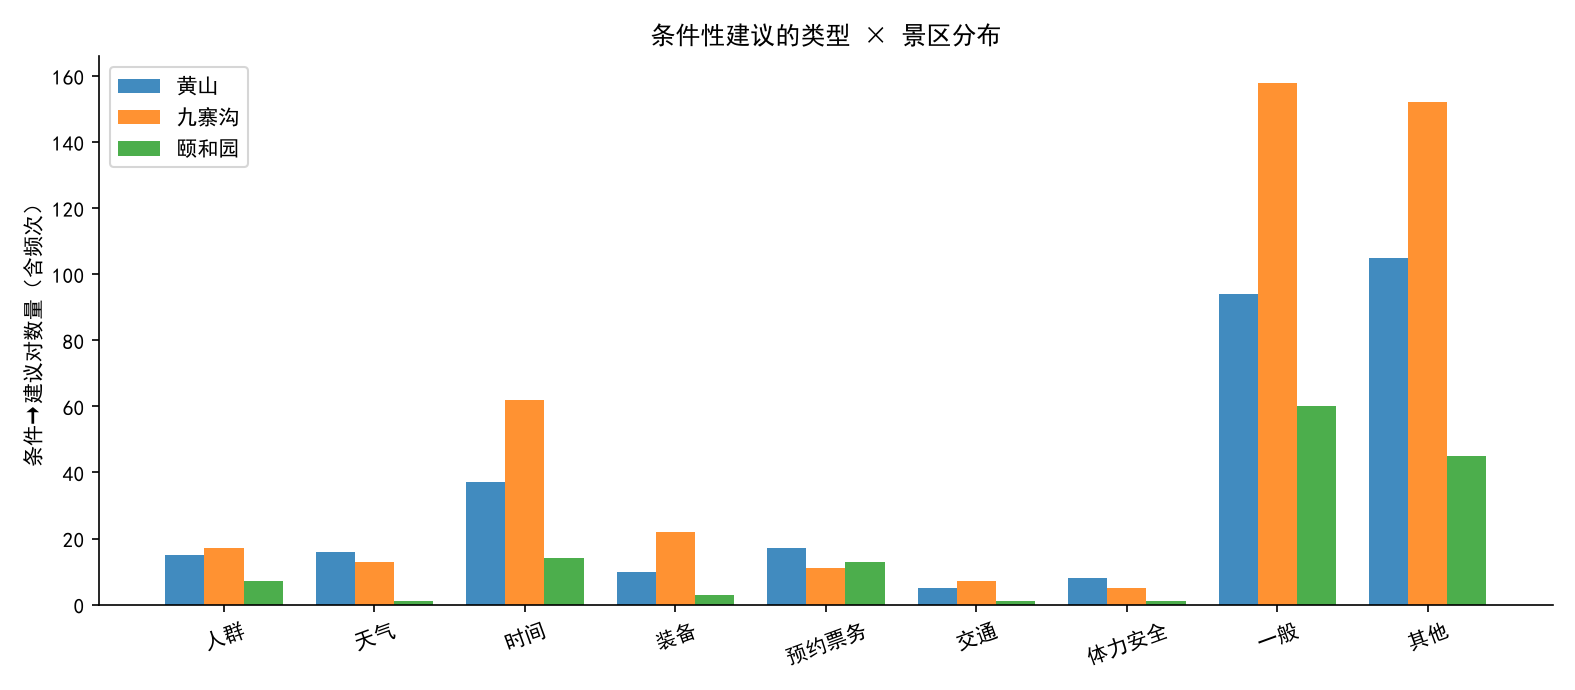 条件性建议的类型 × 景区分布
黄山
九寨沟
颐和园
条件→建议对数量（含频次）
160
140
120
100
80
60
40
20
0
人群
天气
时间
装备
预约票务
交通
体力安全
一般
其他